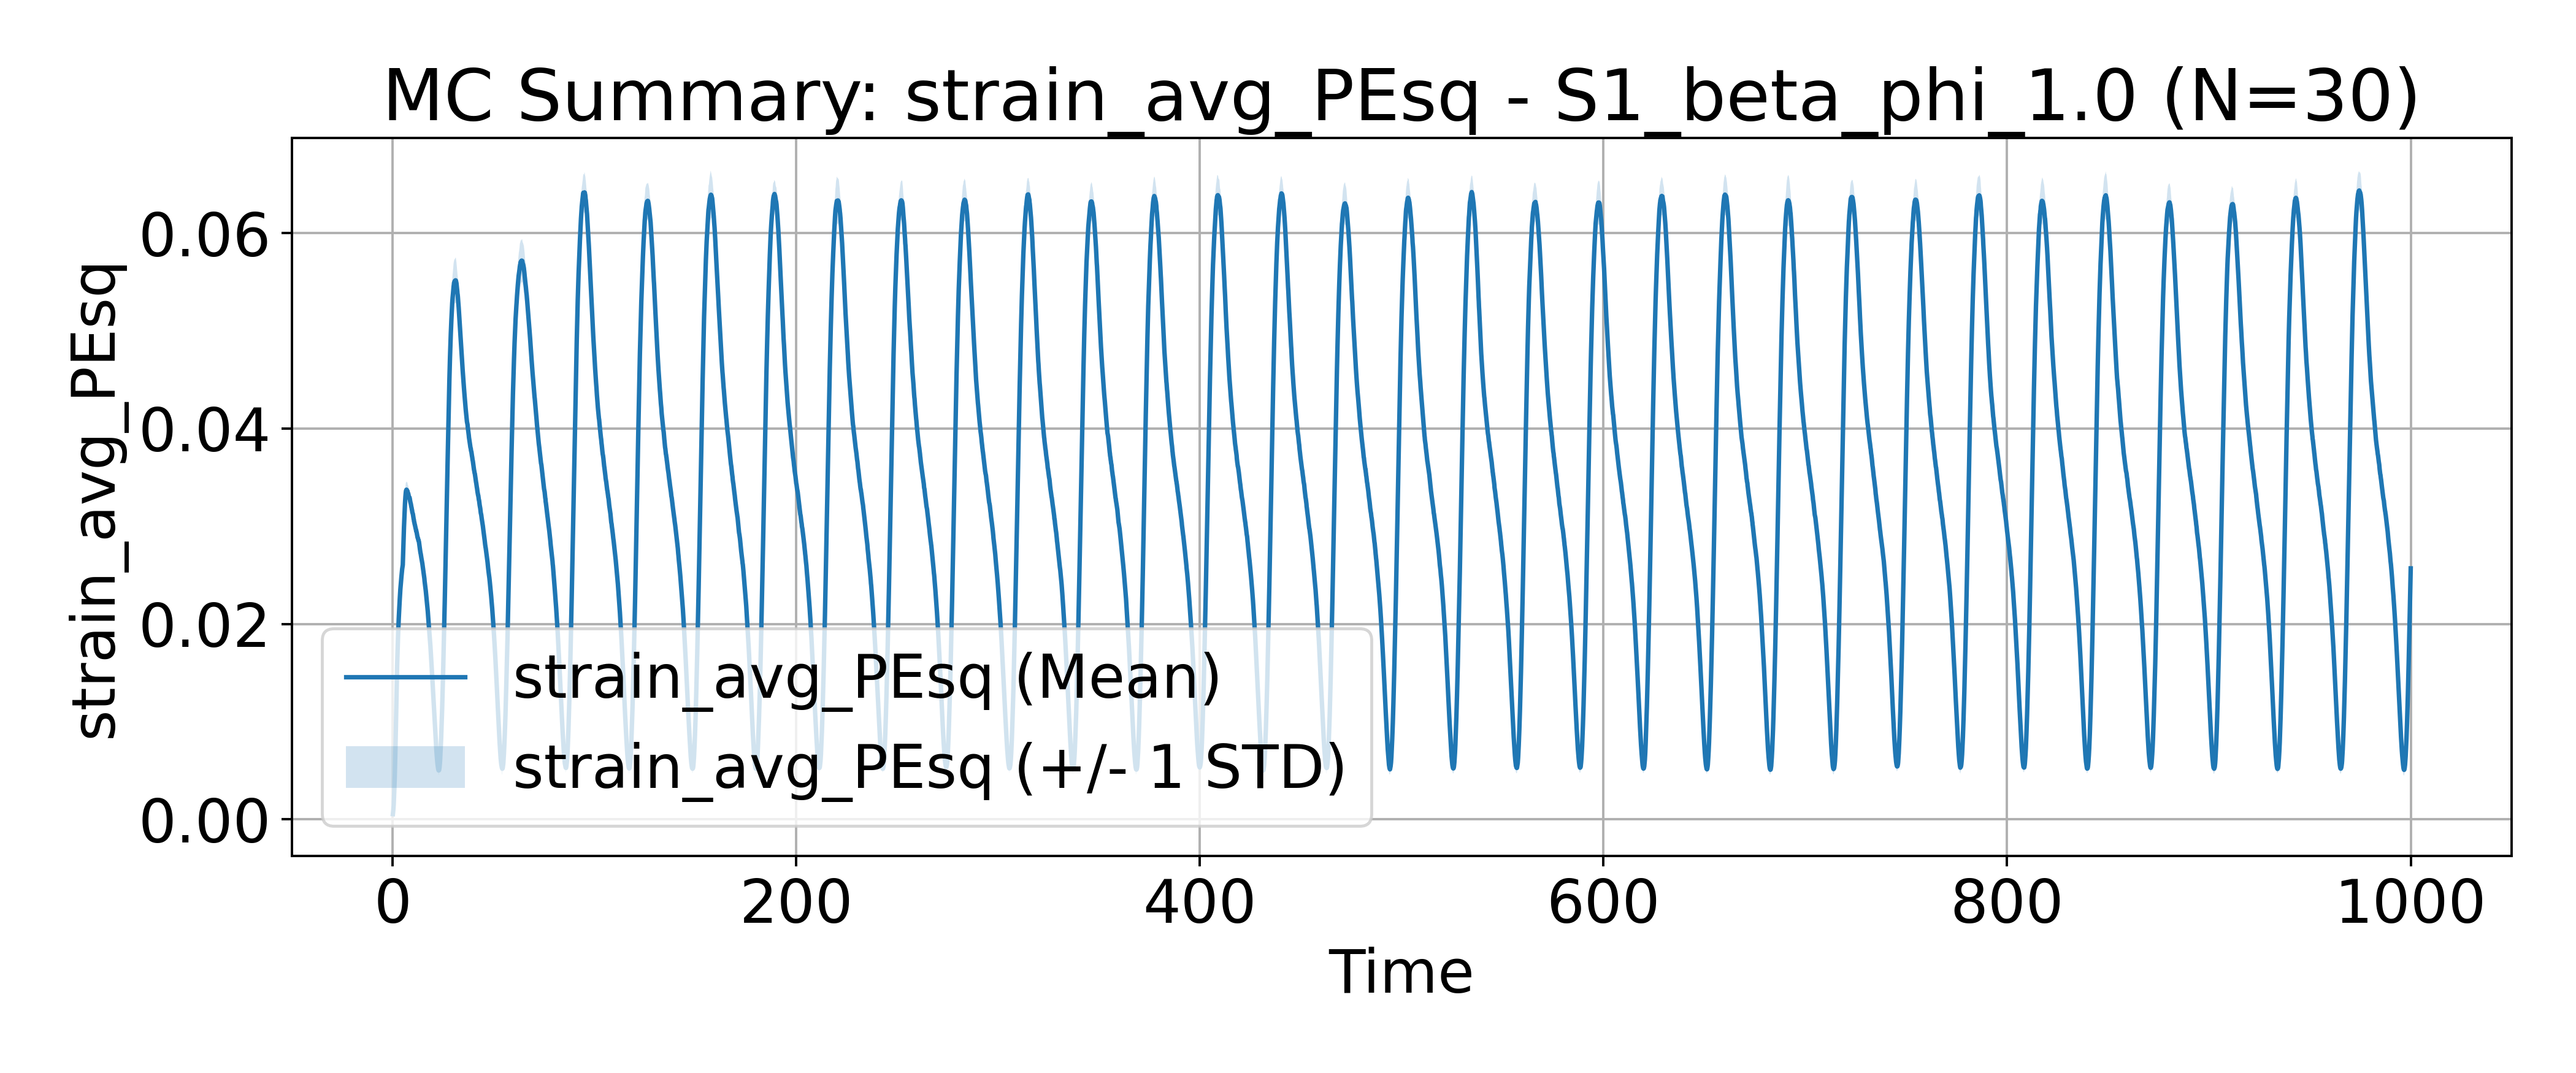 MC Summary: strain_avg_PEsq - S1_beta_phi_1.0 (N=30)
strain_avg_PEsq
0.06
0.04
0.02
0.00
strain_avg_PEsq (Mean)
strain_avg_PEsq (+/- 1 STD)
0
200
400
600
800
1000
Time